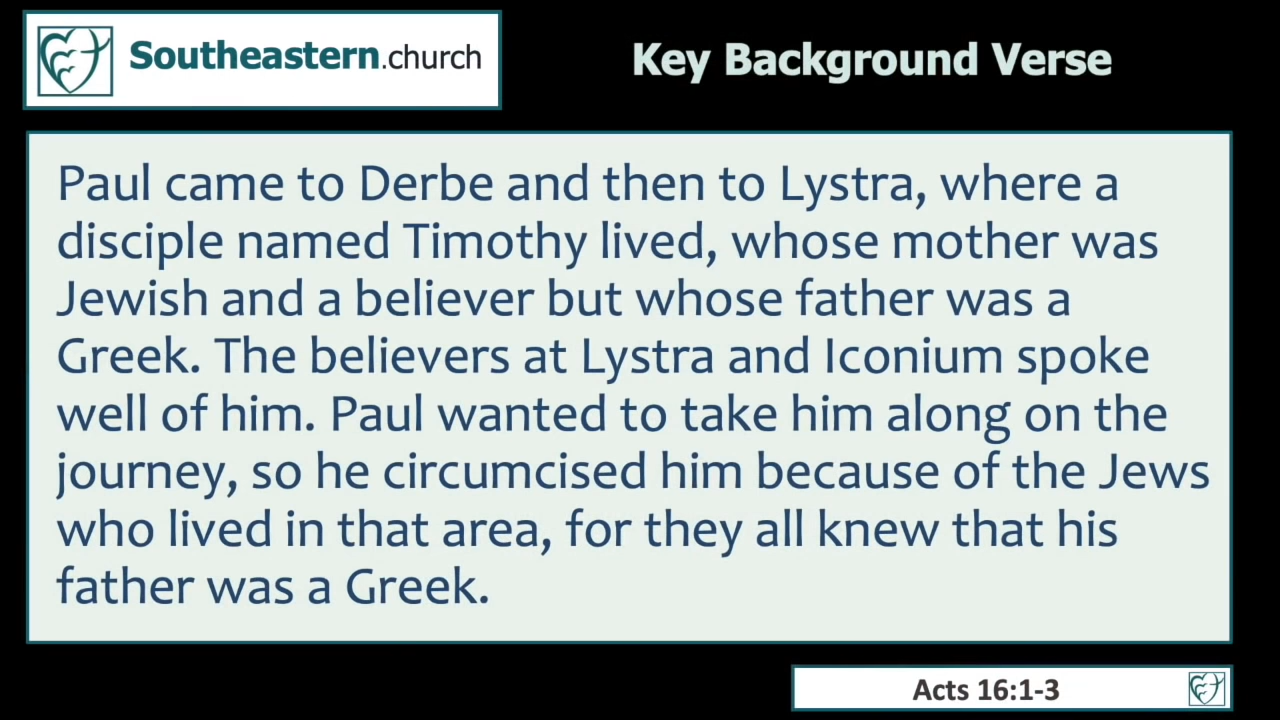 Southeastern.church
Key Background Verse
Paul came to Derbe and then to Lystra, where a
disciple named Timothy lived, whose mother was
Jewish and a believer but whose father was a
Greek. The believers at Lystra and Iconium spoke
well of him. Paul wanted to take him along on the
journey, so he circumcised him because of the Jews
who lived in that area, for they all knew that his
father was a Greek.
Acts 16:1-3